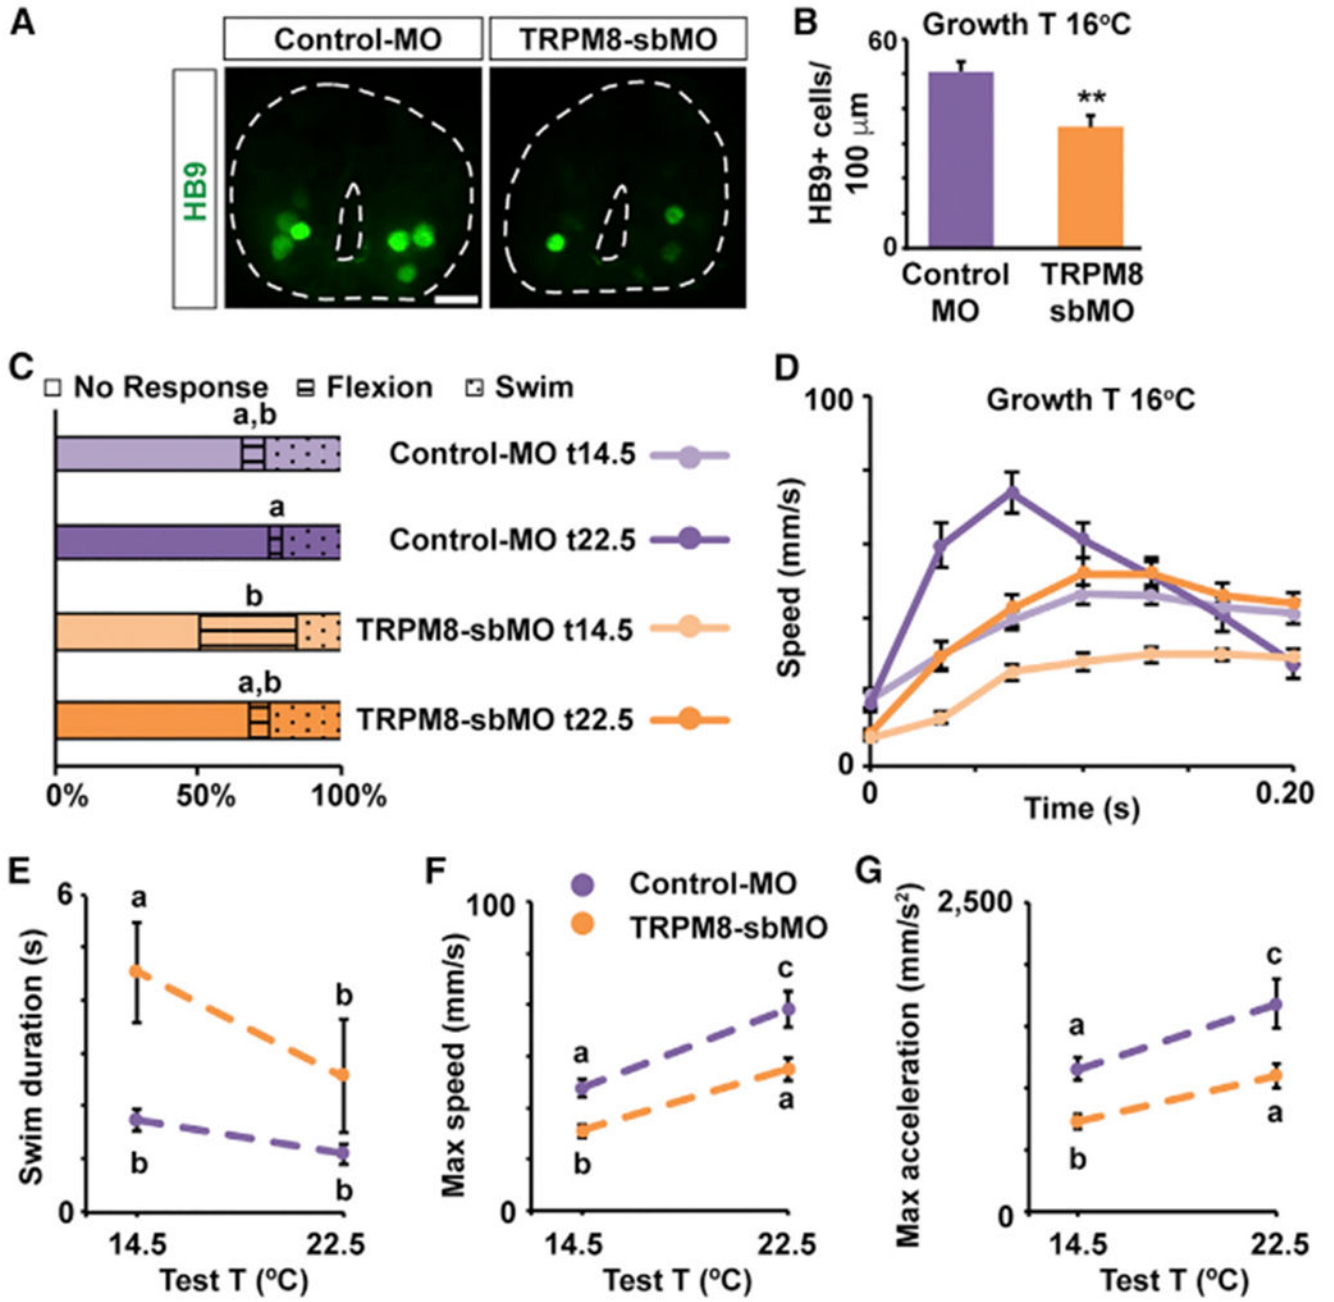 A
Control-MO
TRPM8-sbMO
HB9
B
Growth T 16°C
60
0
HB9+ cells/
100 μm
**
Control
MO
TRPM8
sbMO
C
No Response
Flexion
Swim
a,b
Control-MO t14.5
a
Control-MO t22.5
b
TRPM8-sbMO t14.5
a,b
TRPM8-sbMO t22.5
0%
50%
100%
D
Growth T 16°C
100
0
Speed (mm/s)
0
0.20
Time (s)
E
6
0
Swim duration (s)
a
b
b
b
14.5
22.5
Test T (ºC)
F
Control-MO
TRPM8-sbMO
100
0
Max speed (mm/s)
a
c
b
a
14.5
22.5
Test T (ºC)
G
2,500
0
Max acceleration (mm/s²)
a
c
b
a
14.5
22.5
Test T (ºC)